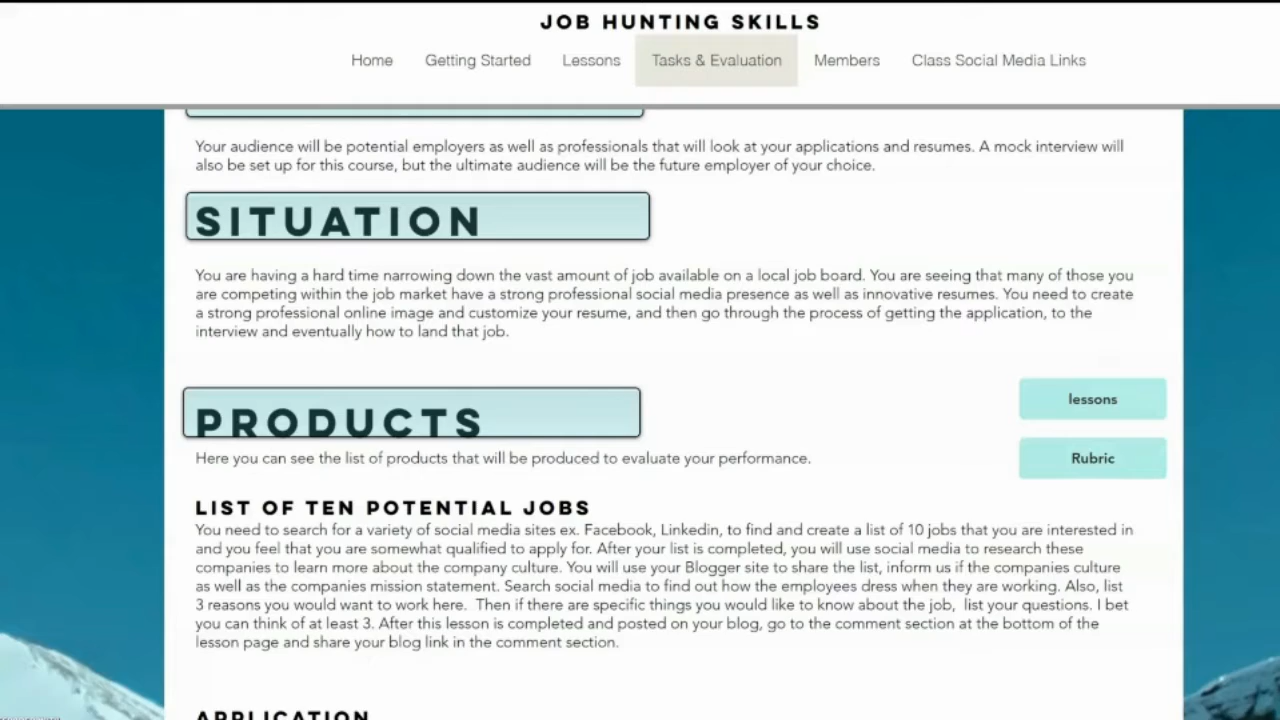 JOB HUNTING SKILLS
Home Getting Started Lessons Tasks & Evaluation Members Class Social Media Links
Your audience will be potential employers as well as professionals that will look at your applications and resumes. A mock interview will
also be set up for this course, but the ultimate audience will be the future employer of your choice.
SITUATION
You are having a hard time narrowing down the vast amount of job available on a local job board. You are seeing that many of those you
are competing within the job market have a strong professional social media presence as well as innovative resumes. You need to create
a strong professional online image and customize your resume, and then go through the process of getting the application, to the
interview and eventually how to land that job.
lessons
PRODUCTS
Here you can see the list of products that will be produced to evaluate your performance.
Rubric
LIST OF TEN POTENTIAL JOBS
You need to search for a variety of social media sites ex. Facebook, Linkedin, to find and create a list of 10 jobs that you are interested in
and you feel that you are somewhat qualified to apply for. After your list is completed, you will use social media to research these
companies to learn more about the company culture. You will use your Blogger site to share the list, inform us if the companies culture
as well as the companies mission statement. Search social media to find out how the employees dress when they are working. Also, list
3 reasons you would want to work here. Then if there are specific things you would like to know about the job, list your questions. I bet
you can think of at least 3. After this lesson is completed and posted on your blog, go to the comment section at the bottom of the
lesson page and share your blog link in the comment section.
APPLICATION